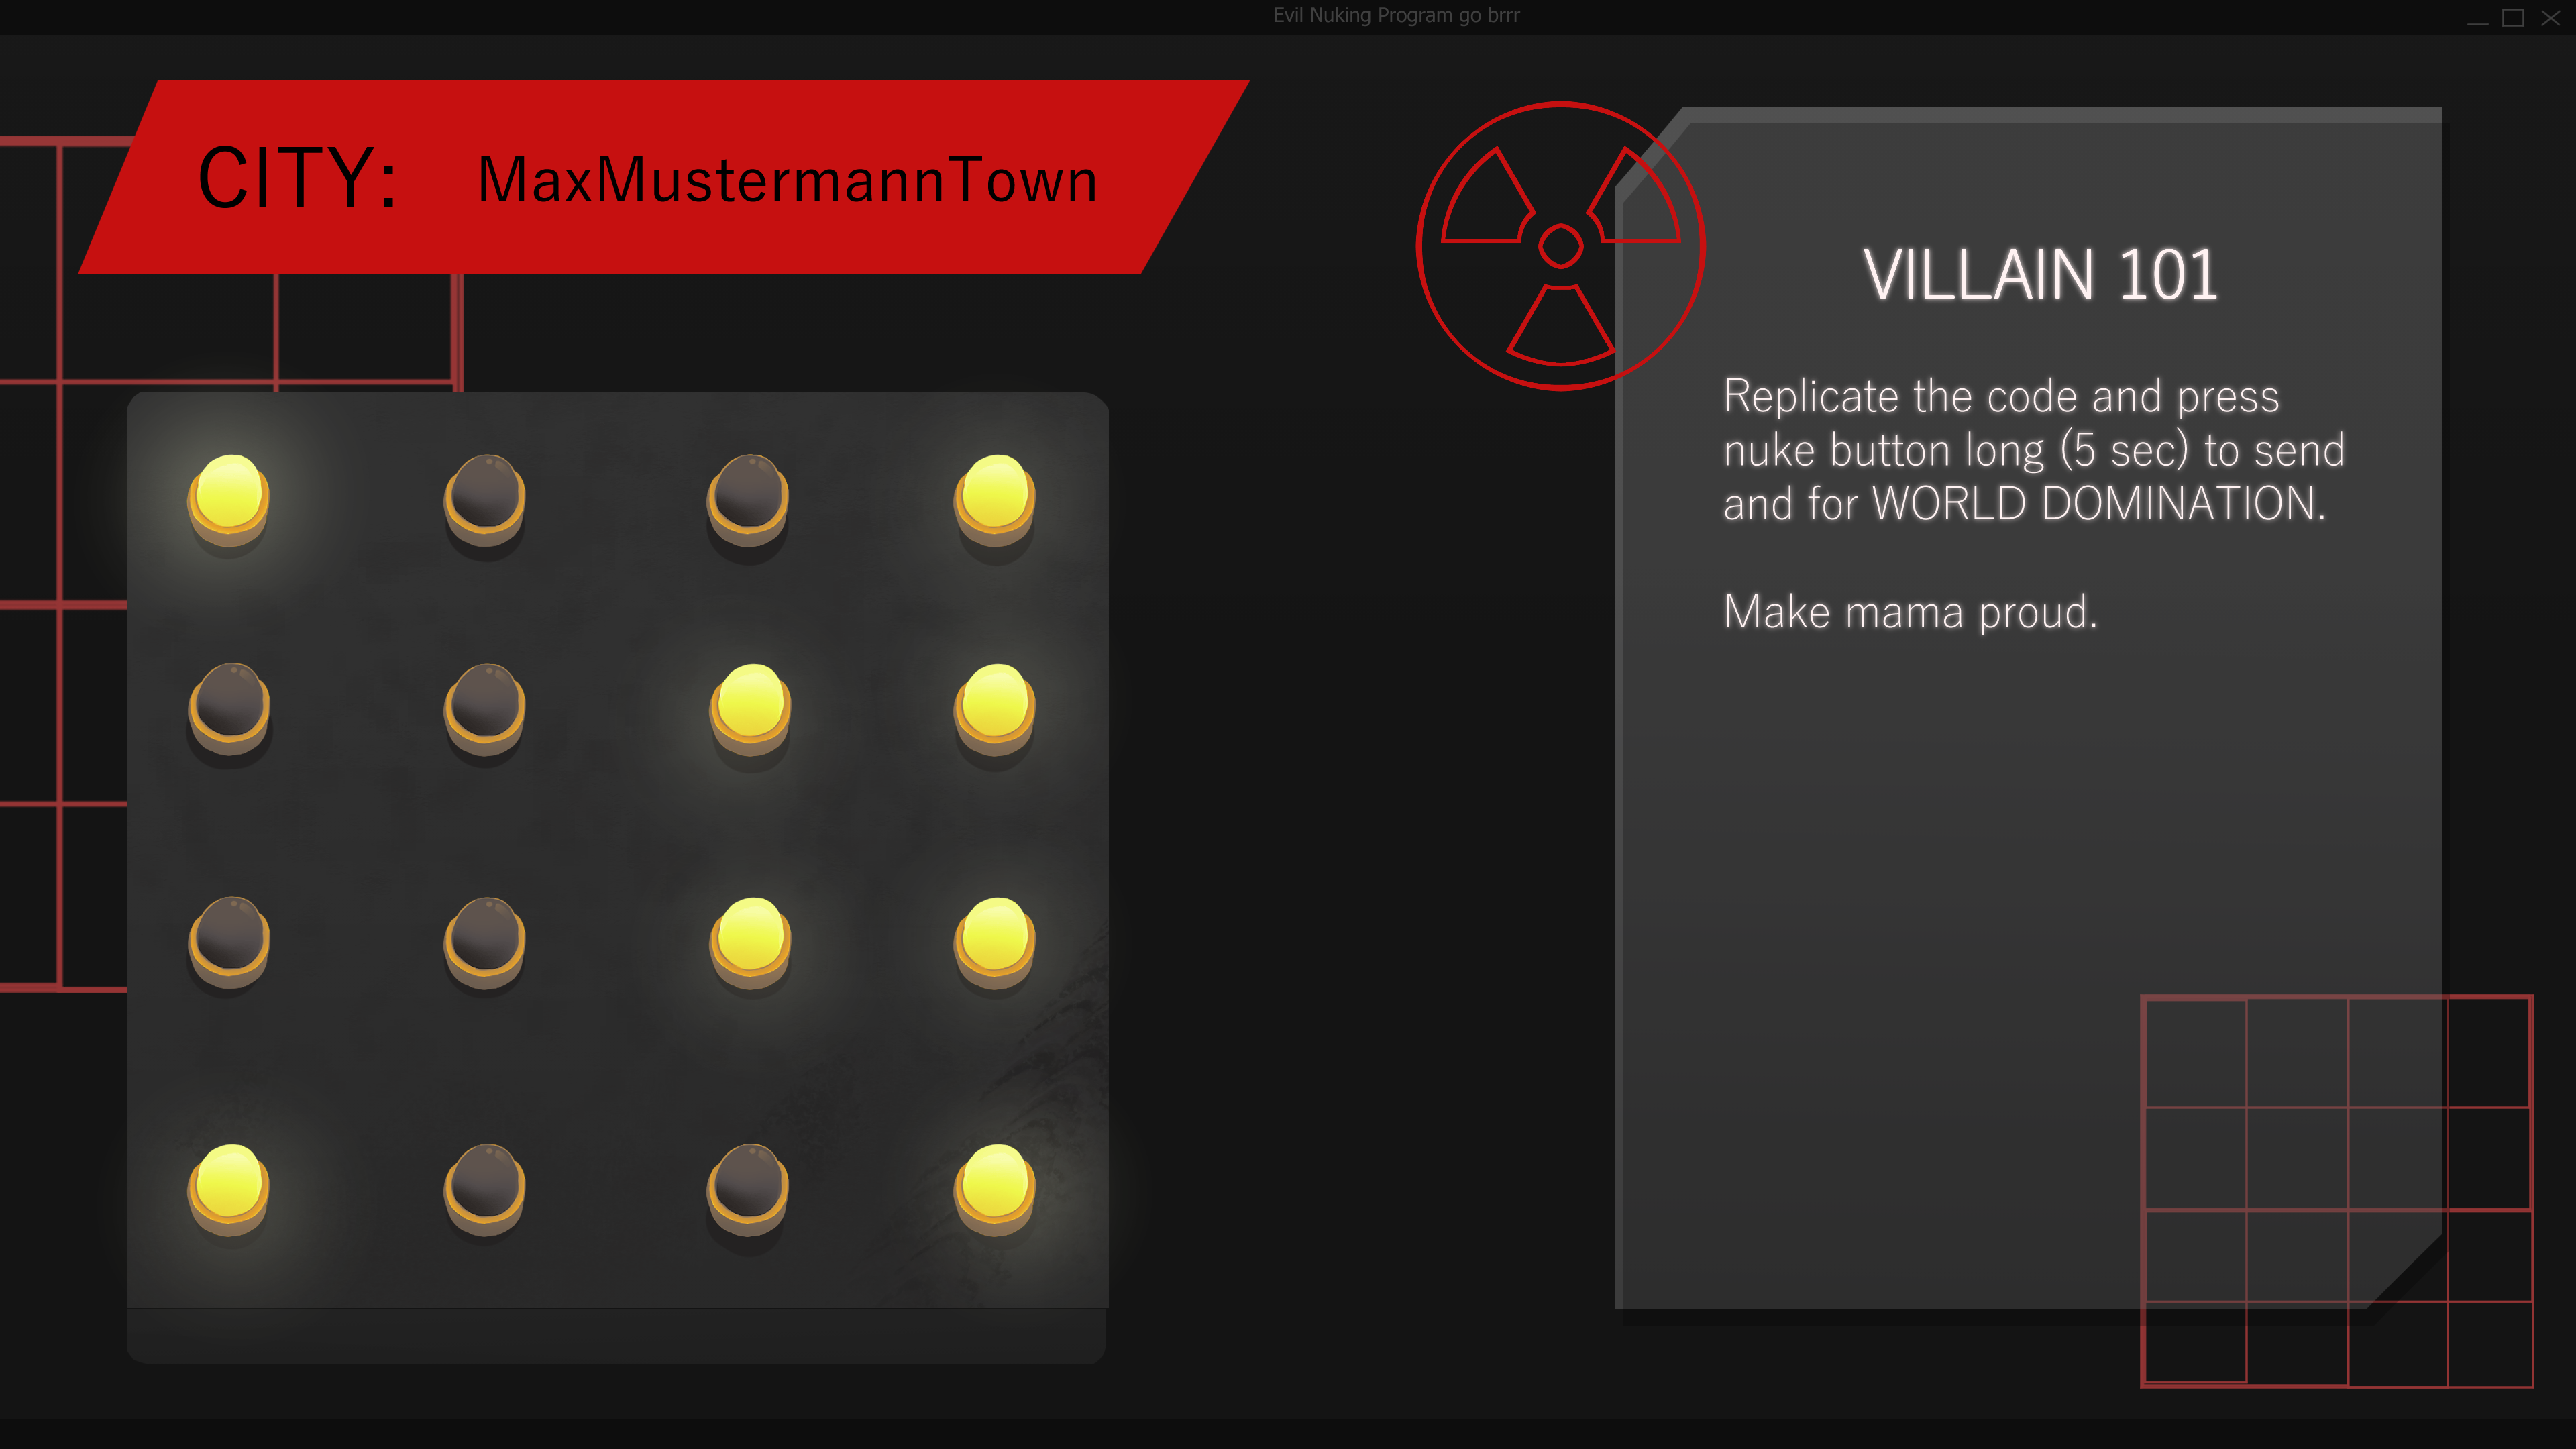 Evil Nuking Program go brrr
CITY: MaxMustermannTown
VILLAIN 101
Replicate the code and press
nuke button long (5 sec) to send
and for WORLD DOMINATION.
Make mama proud.